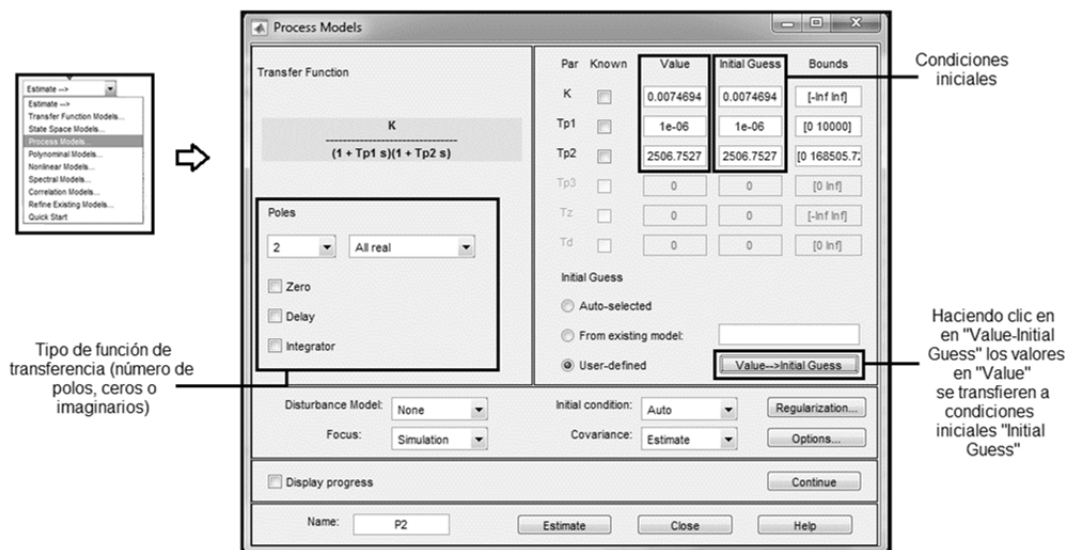 Estimate -->
Estimate -->
Transfer Function Models...
State Space Models...
Process Models...
Polynominal Models...
Nonlinear Models...
Spectral Models...
Correlation Models...
Refine Existing Models...
Quick Start
Process Models
Transfer Function
K
(1 + Tp1 s)(1 + Tp2 s)
Poles
2 All real
Zero
Delay
Integrator
Tipo de función de
transferencia (número de
polos, ceros o
imaginarios)
Par Known Value Initial Guess Bounds
K 0.0074694 0.0074694 [-Inf Inf]
Tp1 1e-06 1e-06 [0 10000]
Tp2 2506.7527 2506.7527 [0 168505.72
Tp3 0 0 [0 Inf]
Tz 0 0 [-Inf Inf]
Td 0 0 [0 Inf]
Condiciones
iniciales
Initial Guess
Auto-selected
From existing model:
User-defined Value-->Initial Guess
Haciendo clic en
en "Value-Initial
Guess" los valores
en "Value"
se transfieren a
condiciones
iniciales "Initial
Guess"
Disturbance Model: None Initial condition: Auto Regularization...
Focus: Simulation Covariance: Estimate Options...
Display progress Continue
Name: P2 Estimate Close Help